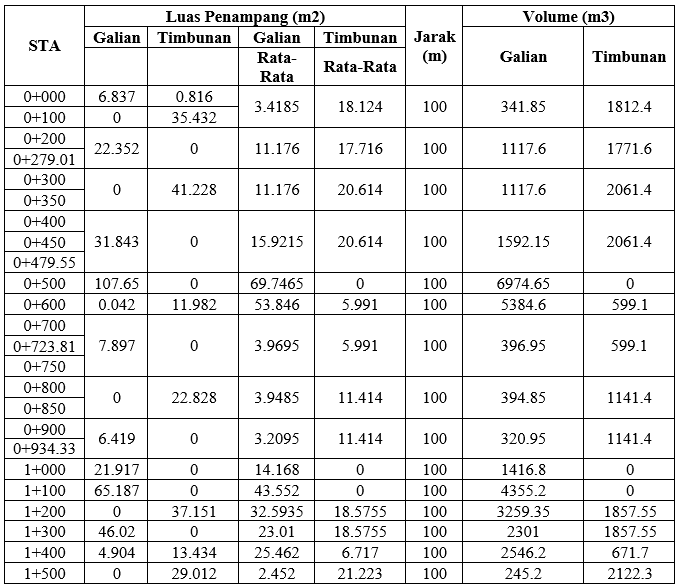 STA Luas Penampang (m2) Jarak (m) Volume (m3)
Galian Timbunan Galian Timbunan Galian Timbunan
Rata-Rata Rata-Rata
0+000 6.837 0.816 3.4185 18.124 100 341.85 1812.4
0+100 0 35.432
0+200 22.352 0 11.176 17.716 100 1117.6 1771.6
0+279.01
0+300 0 41.228 11.176 20.614 100 1117.6 2061.4
0+350
0+400
0+450 31.843 0 15.9215 20.614 100 1592.15 2061.4
0+479.55
0+500 107.65 0 69.7465 0 100 6974.65 0
0+600 0.042 11.982 53.846 5.991 100 5384.6 599.1
0+700
0+723.81 7.897 0 3.9695 5.991 100 396.95 599.1
0+750
0+800 0 22.828 3.9485 11.414 100 394.85 1141.4
0+850
0+900 6.419 0 3.2095 11.414 100 320.95 1141.4
0+934.33
1+000 21.917 0 14.168 0 100 1416.8 0
1+100 65.187 0 43.552 0 100 4355.2 0
1+200 0 37.151 32.5935 18.5755 100 3259.35 1857.55
1+300 46.02 0 23.01 18.5755 100 2301 1857.55
1+400 4.904 13.434 25.462 6.717 100 2546.2 671.7
1+500 0 29.012 2.452 21.223 100 245.2 2122.3